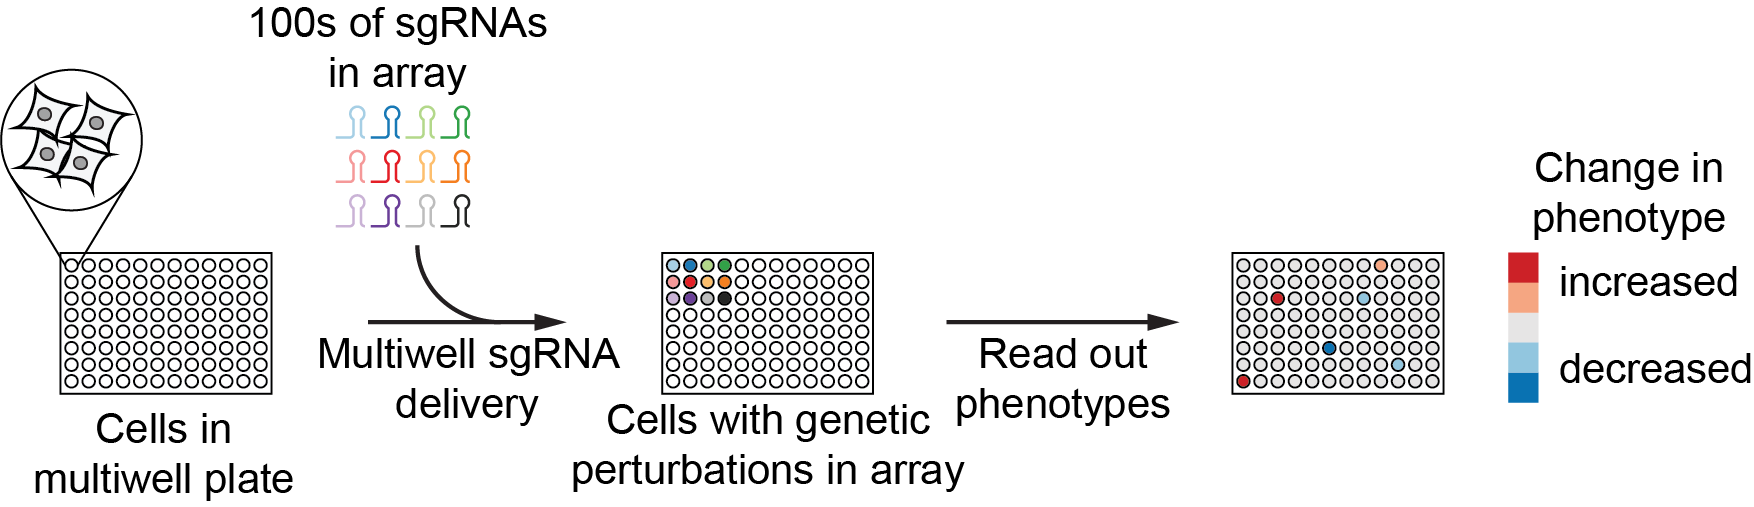 100s of sgRNAs
in array
Cells in
multiwell plate
Multiwell sgRNA
delivery
Cells with genetic
perturbations in array
Read out
phenotypes
Change in
phenotype
increased
decreased